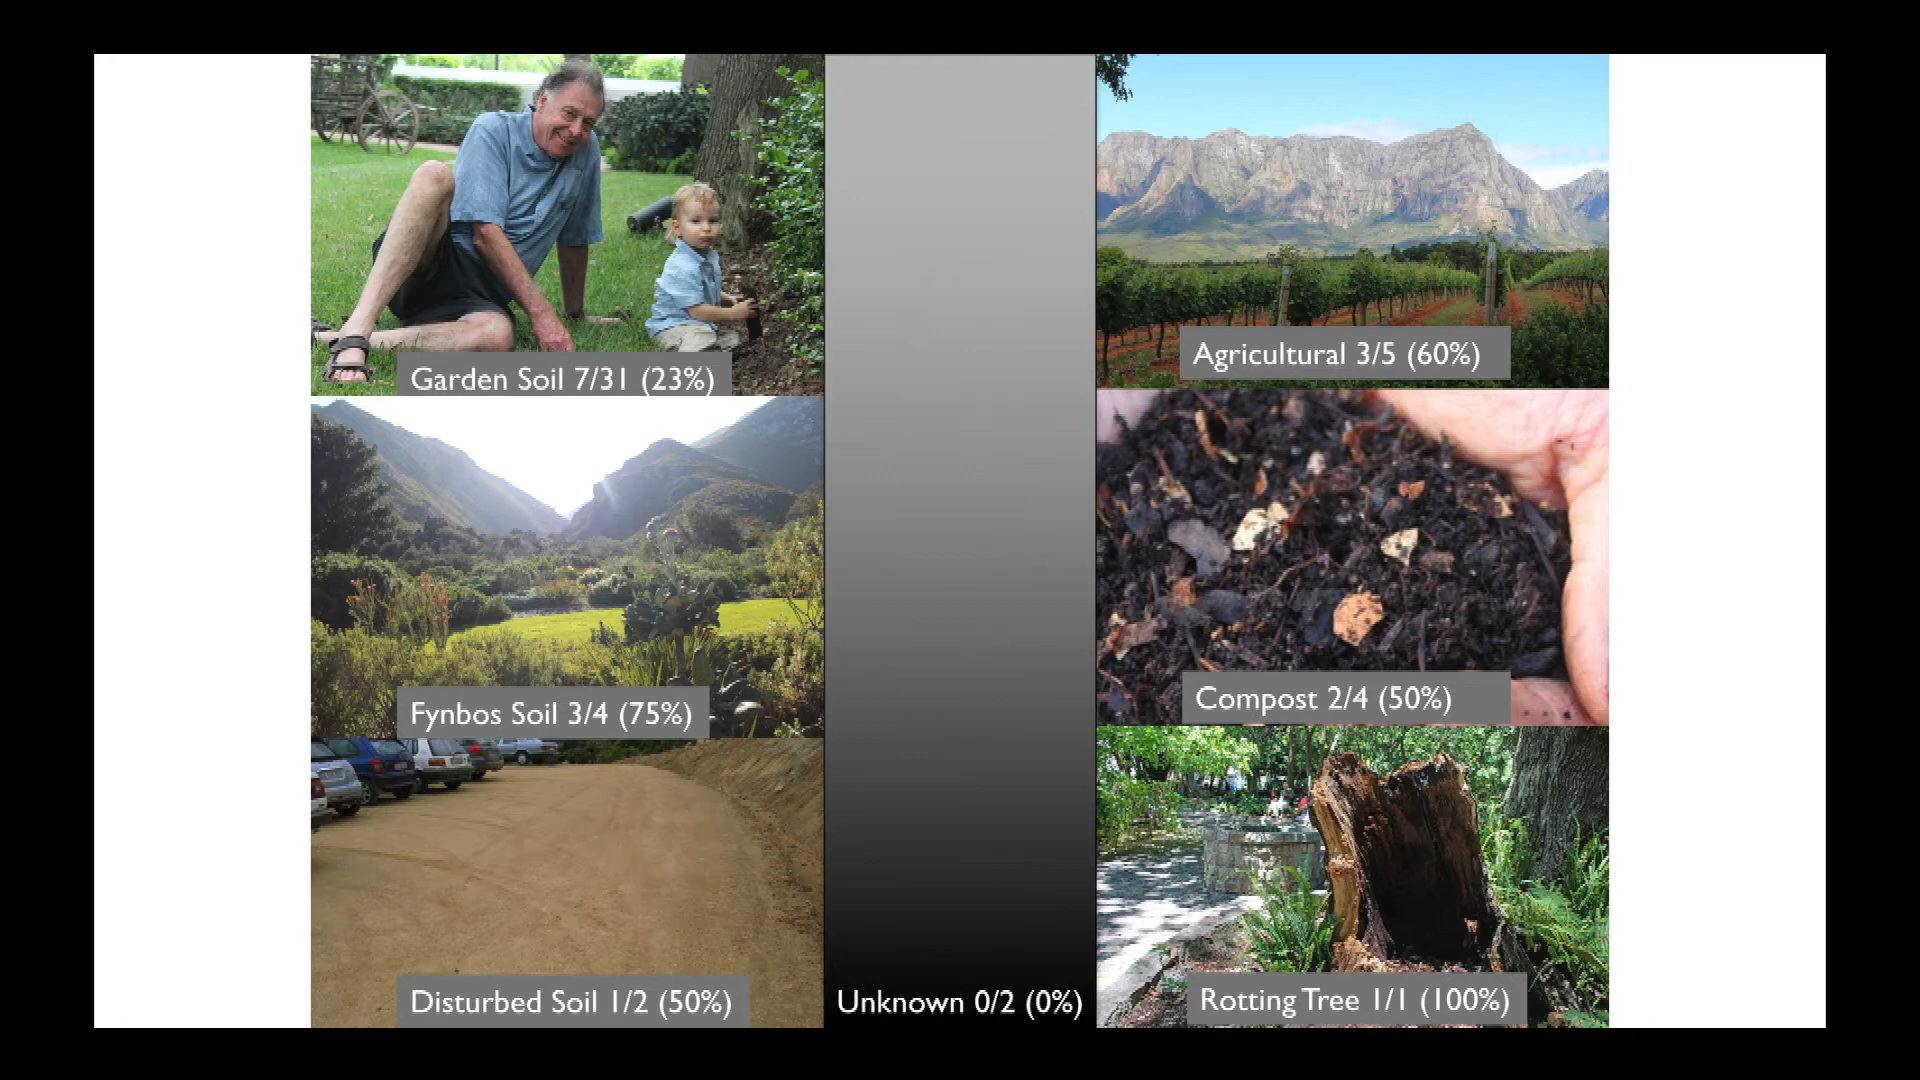 Garden Soil 7/31 (23%)
Agricultural 3/5 (60%)
Fynbos Soil 3/4 (75%)
Compost 2/4 (50%)
Disturbed Soil 1/2 (50%)
Unknown 0/2 (0%)
Rotting Tree 1/1 (100%)